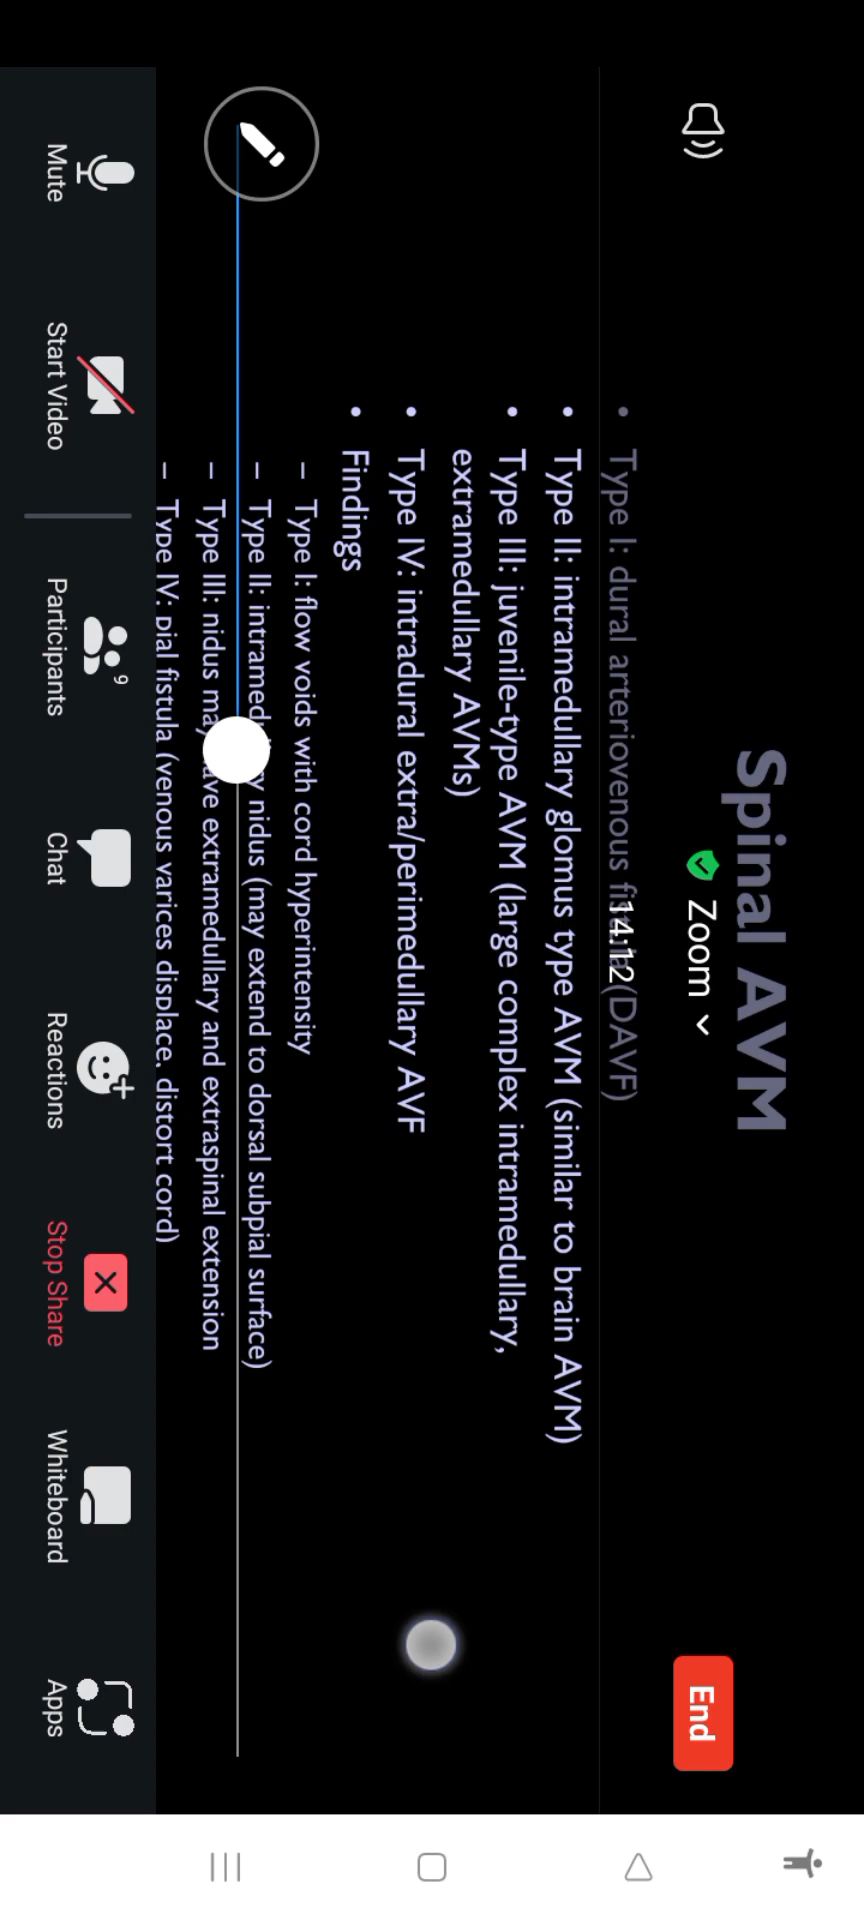 Spinal AVM
Zoom
End
14:12
• Type I: dural arteriovenous fistula (DAVF)
• Type II: intramedullary glomus type AVM (similar to brain AVM)
• Type III: juvenile-type AVM (large complex intramedullary,
extramedullary AVMs)
• Type IV: intradural extra/perimedullary AVF
• Findings
– Type I: flow voids with cord hyperintensity
– Type II: intramedullary nidus (may extend to dorsal subpial surface)
– Type III: nidus may have extramedullary and extraspinal extension
– Type IV: pial fistula (venous varices displace, distort cord)
Mute
Start Video
9
Participants
Chat
Reactions
Stop Share
Whiteboard
Apps